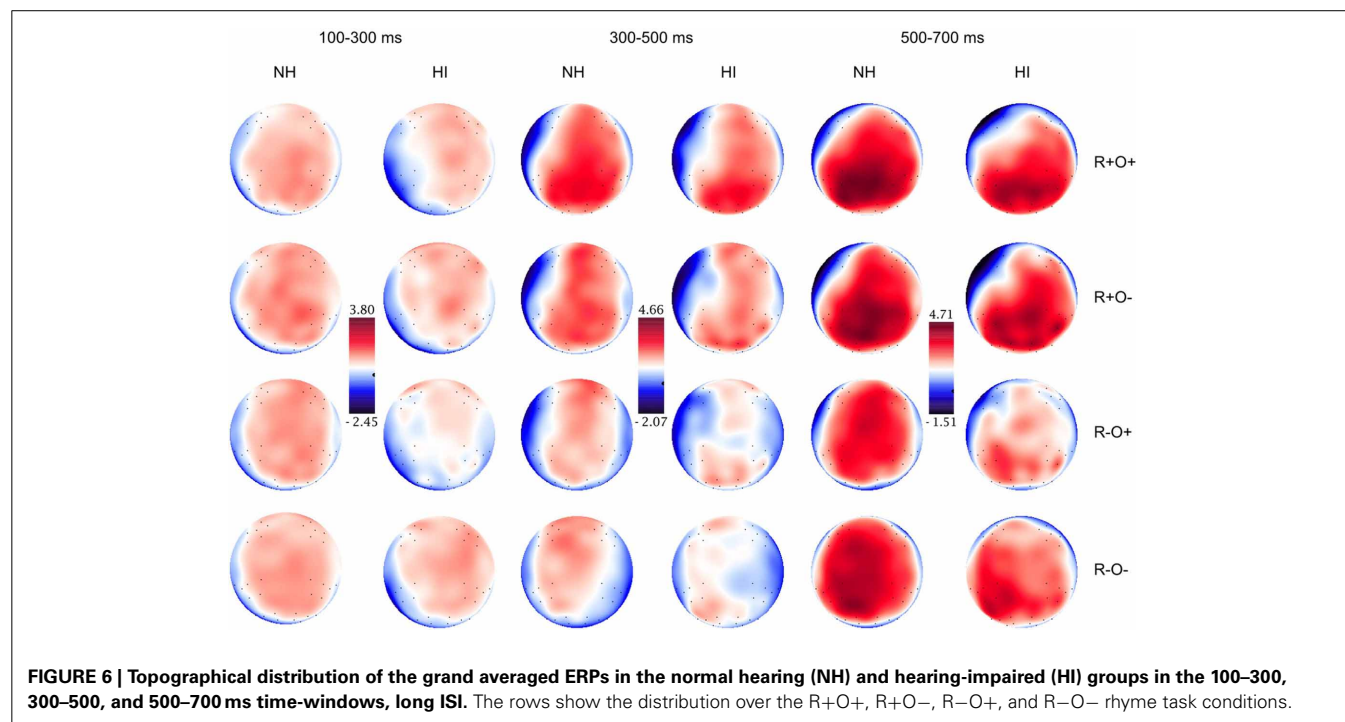 100-300 ms 300-500 ms 500-700 ms
NH HI NH HI NH HI
R+O+
R+O-
3.80 4.66 4.71
- 2.45 - 2.07 - 1.51
R-O+
R-O-
FIGURE 6 | Topographical distribution of the grand averaged ERPs in the normal hearing (NH) and hearing-impaired (HI) groups in the 100–300,
300–500, and 500–700 ms time-windows, long ISI. The rows show the distribution over the R+O+, R+O−, R−O+, and R−O− rhyme task conditions.